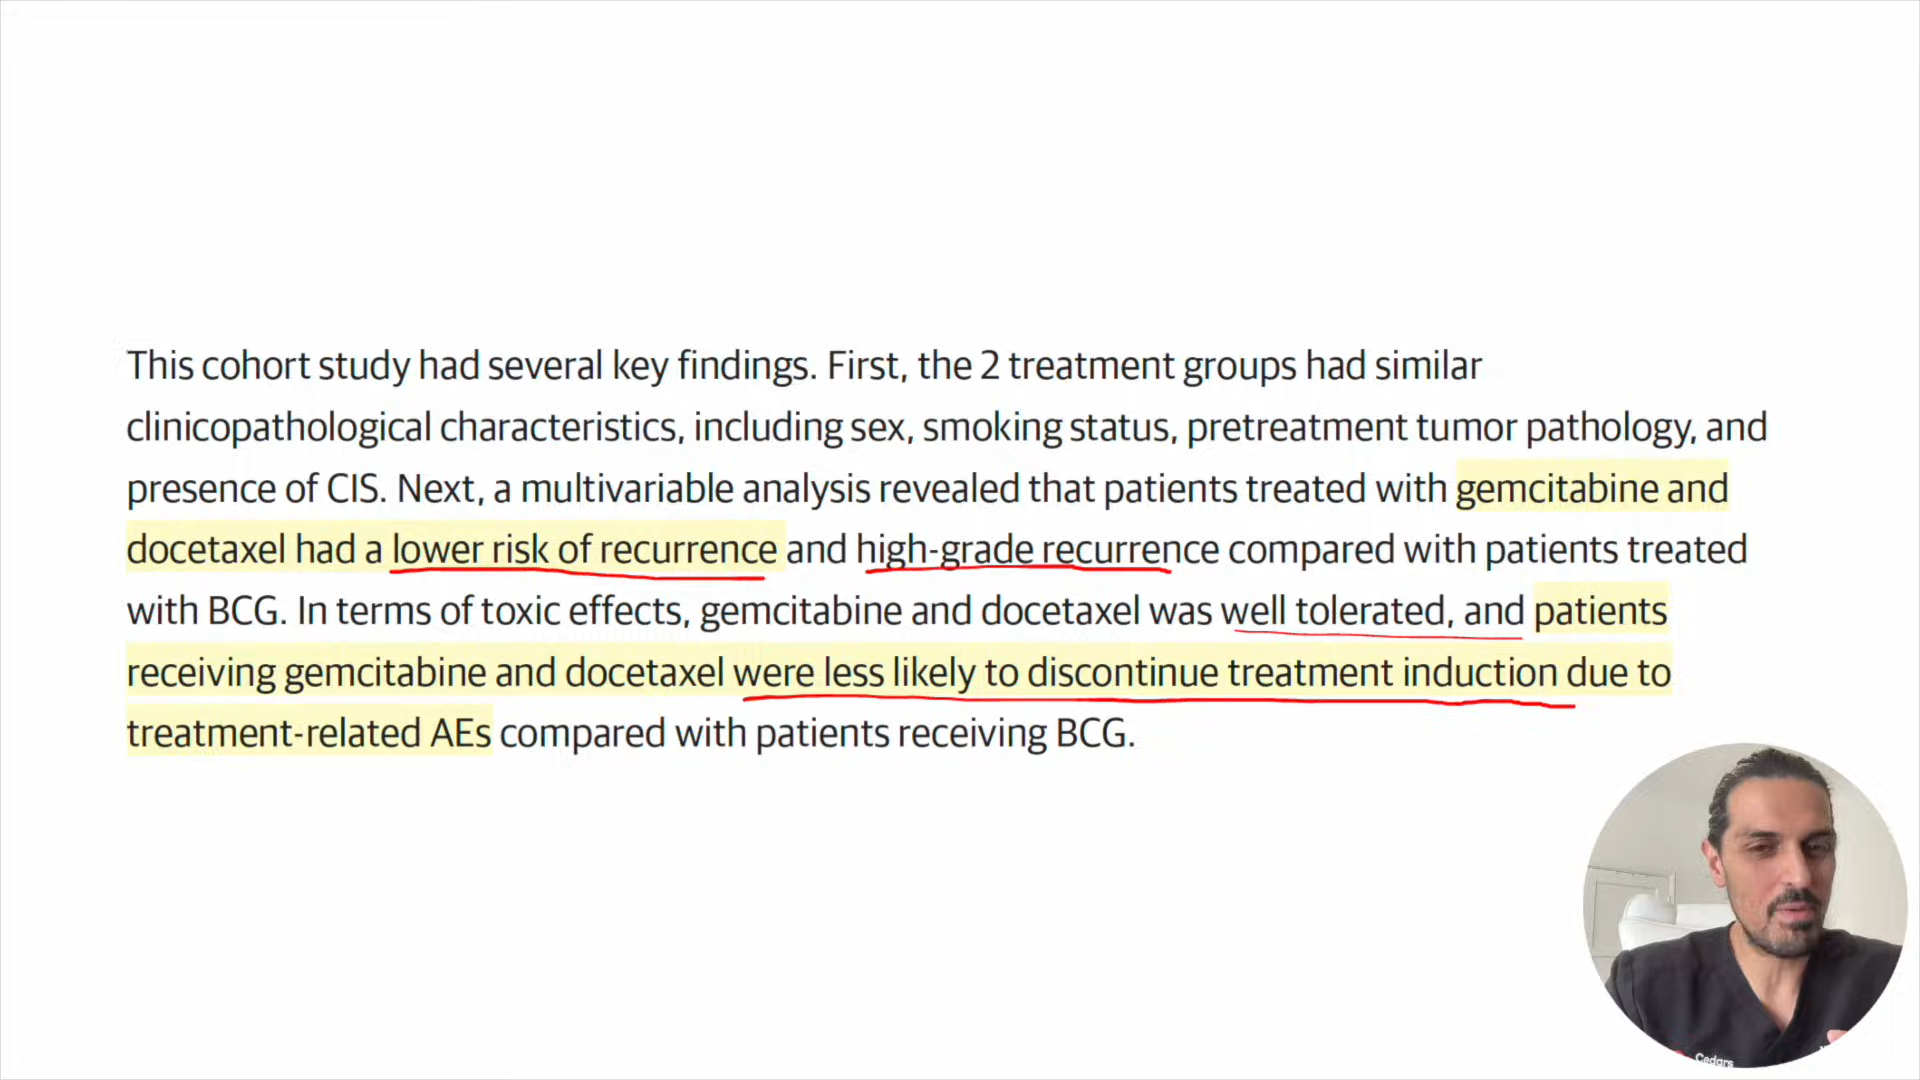 This cohort study had several key findings. First, the 2 treatment groups had similar
clinicopathological characteristics, including sex, smoking status, pretreatment tumor pathology, and
presence of CIS. Next, a multivariable analysis revealed that patients treated with gemcitabine and
docetaxel had a lower risk of recurrence and high-grade recurrence compared with patients treated
with BCG. In terms of toxic effects, gemcitabine and docetaxel was well tolerated, and patients
receiving gemcitabine and docetaxel were less likely to discontinue treatment induction due to
treatment-related AEs compared with patients receiving BCG.
Cedars